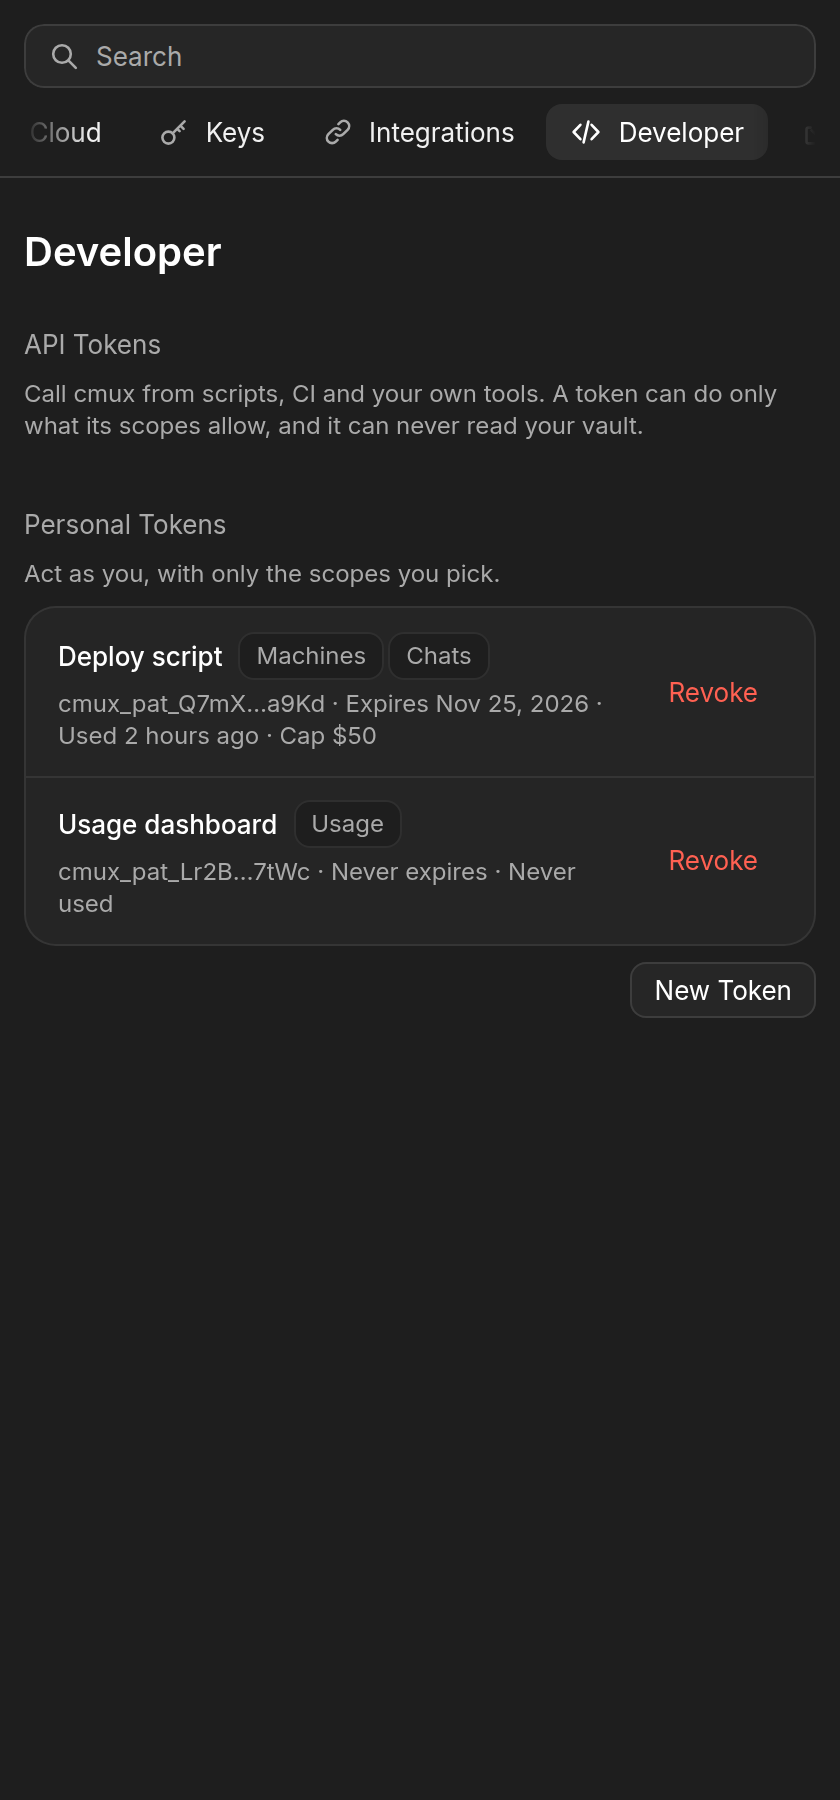 Search
Cloud
Keys
Integrations
Developer
Developer
API Tokens
Call cmux from scripts, CI and your own tools. A token can do only
what its scopes allow, and it can never read your vault.
Personal Tokens
Act as you, with only the scopes you pick.
Deploy script
Machines
Chats
cmux_pat_Q7mX…a9Kd · Expires Nov 25, 2026 ·
Used 2 hours ago · Cap $50
Revoke
Usage dashboard
Usage
cmux_pat_Lr2B…7tWc · Never expires · Never
used
Revoke
New Token